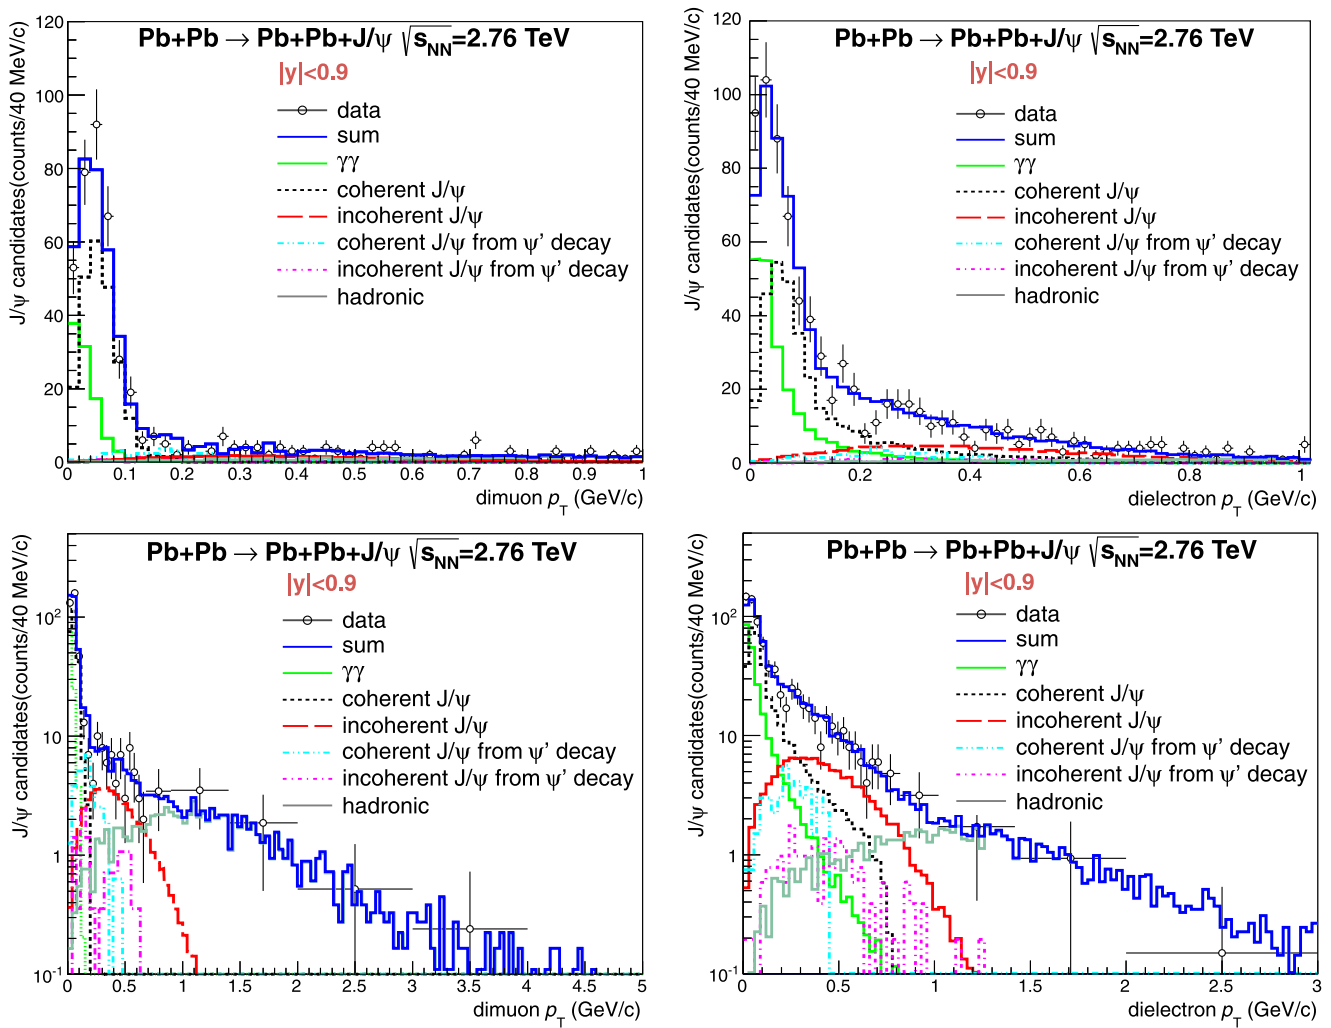 Pb+Pb → Pb+Pb+J/ψ √s_NN=2.76 TeV
|y|<0.9
data
sum
γγ
coherent J/ψ
incoherent J/ψ
coherent J/ψ from ψ' decay
incoherent J/ψ from ψ' decay
hadronic
J/ψ candidates(counts/40 MeV/c)
120
100
80
60
40
20
0
0 0.1 0.2 0.3 0.4 0.5 0.6 0.7 0.8 0.9 1
dimuon p_T (GeV/c)
Pb+Pb → Pb+Pb+J/ψ √s_NN=2.76 TeV
|y|<0.9
data
sum
γγ
coherent J/ψ
incoherent J/ψ
coherent J/ψ from ψ' decay
incoherent J/ψ from ψ' decay
hadronic
J/ψ candidates(counts/40 MeV/c)
120
100
80
60
40
20
0
0 0.2 0.4 0.6 0.8 1
dielectron p_T (GeV/c)
Pb+Pb → Pb+Pb+J/ψ √s_NN=2.76 TeV
|y|<0.9
data
sum
γγ
coherent J/ψ
incoherent J/ψ
coherent J/ψ from ψ' decay
incoherent J/ψ from ψ' decay
hadronic
J/ψ candidates(counts/40 MeV/c)
10²
10
1
10⁻¹
0 0.5 1 1.5 2 2.5 3 3.5 4 4.5 5
dimuon p_T (GeV/c)
Pb+Pb → Pb+Pb+J/ψ √s_NN=2.76 TeV
|y|<0.9
data
sum
γγ
coherent J/ψ
incoherent J/ψ
coherent J/ψ from ψ' decay
incoherent J/ψ from ψ' decay
hadronic
J/ψ candidates(counts/40 MeV/c)
10²
10
1
10⁻¹
0 0.5 1 1.5 2 2.5 3
dielectron p_T (GeV/c)